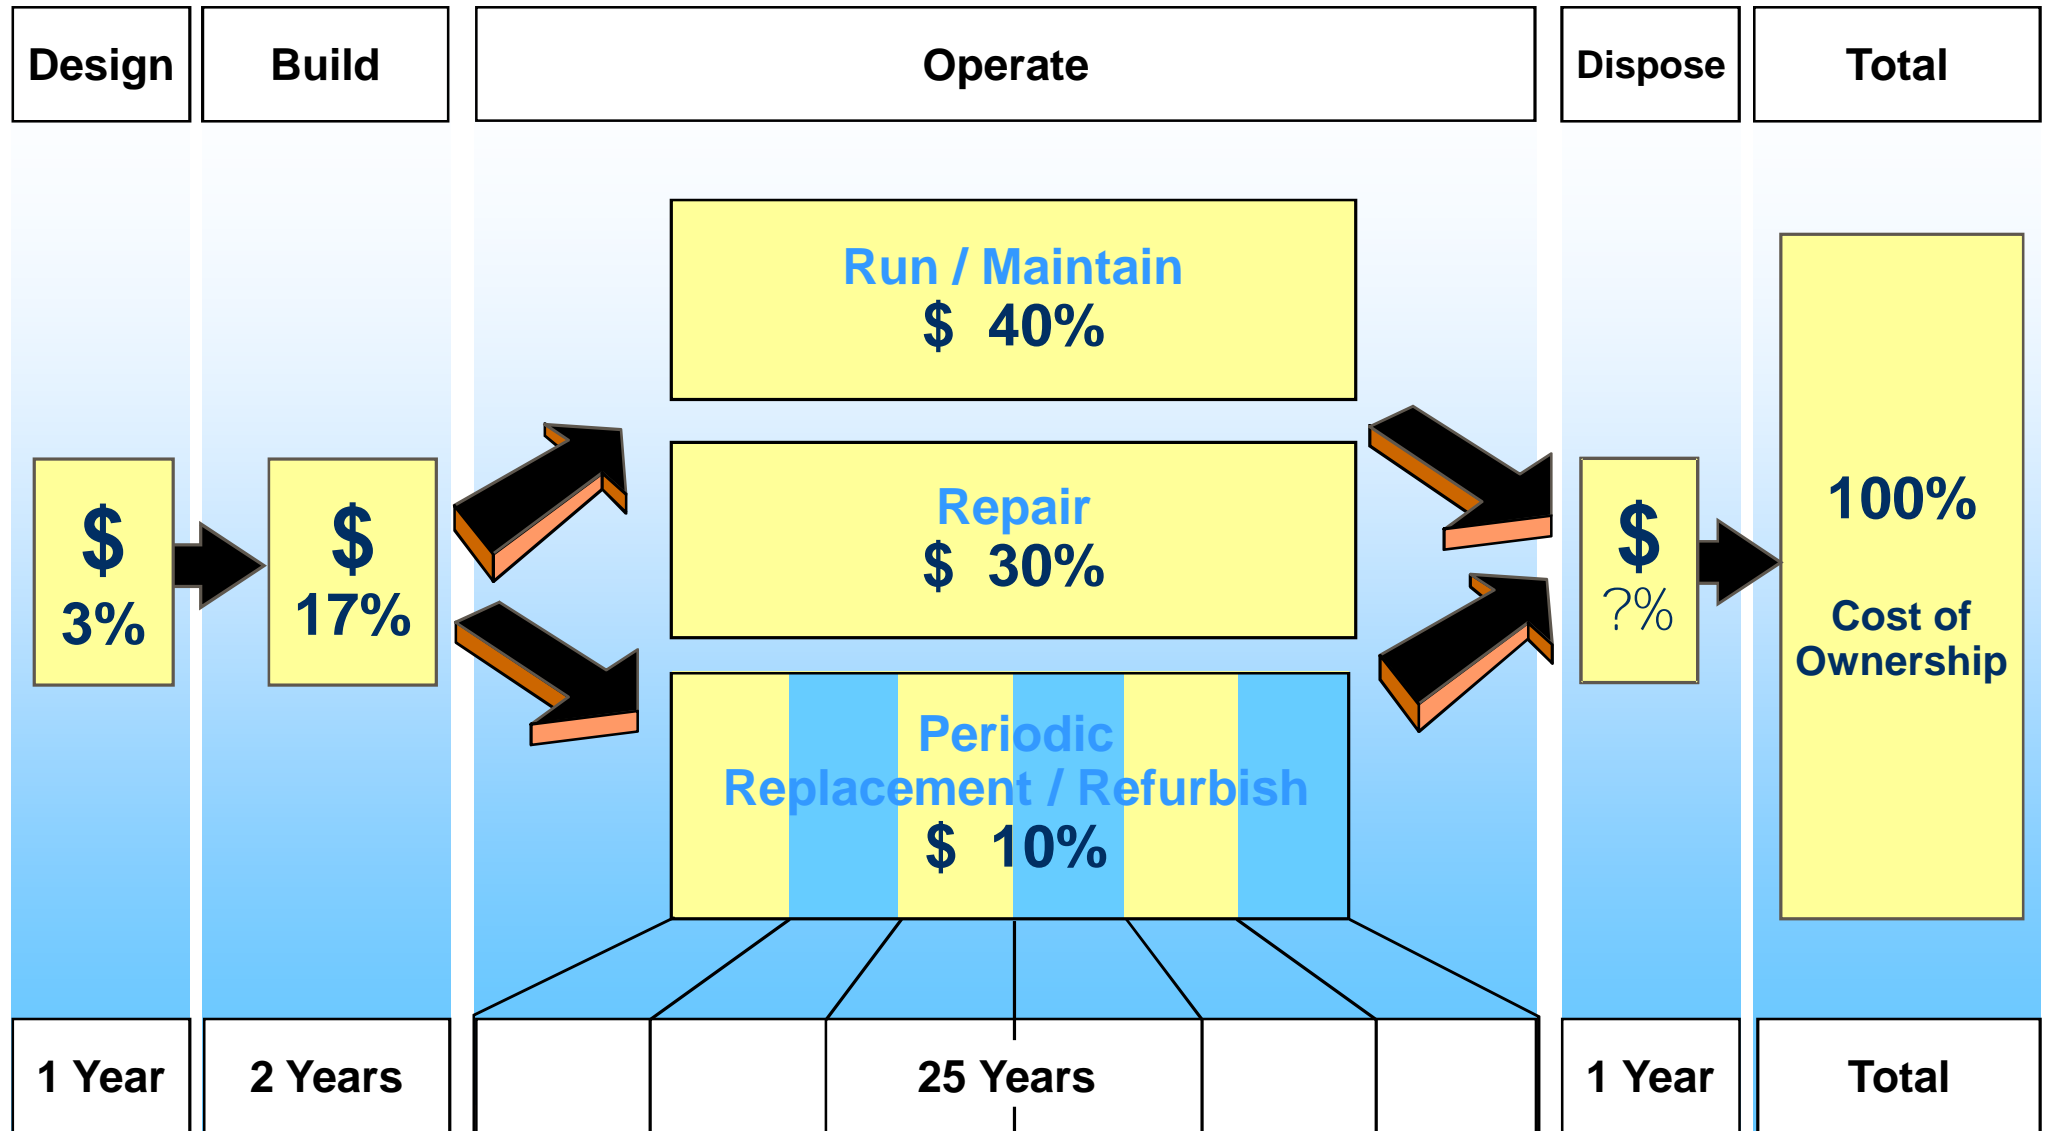 Design
Build
Operate
Dispose
Total
Run / Maintain
$ 40%
Repair
$ 30%
Periodic
Replacement / Refurbish
$ 10%
$
3%
$
17%
$
?%
100%
Cost of
Ownership
1 Year
2 Years
25 Years
1 Year
Total